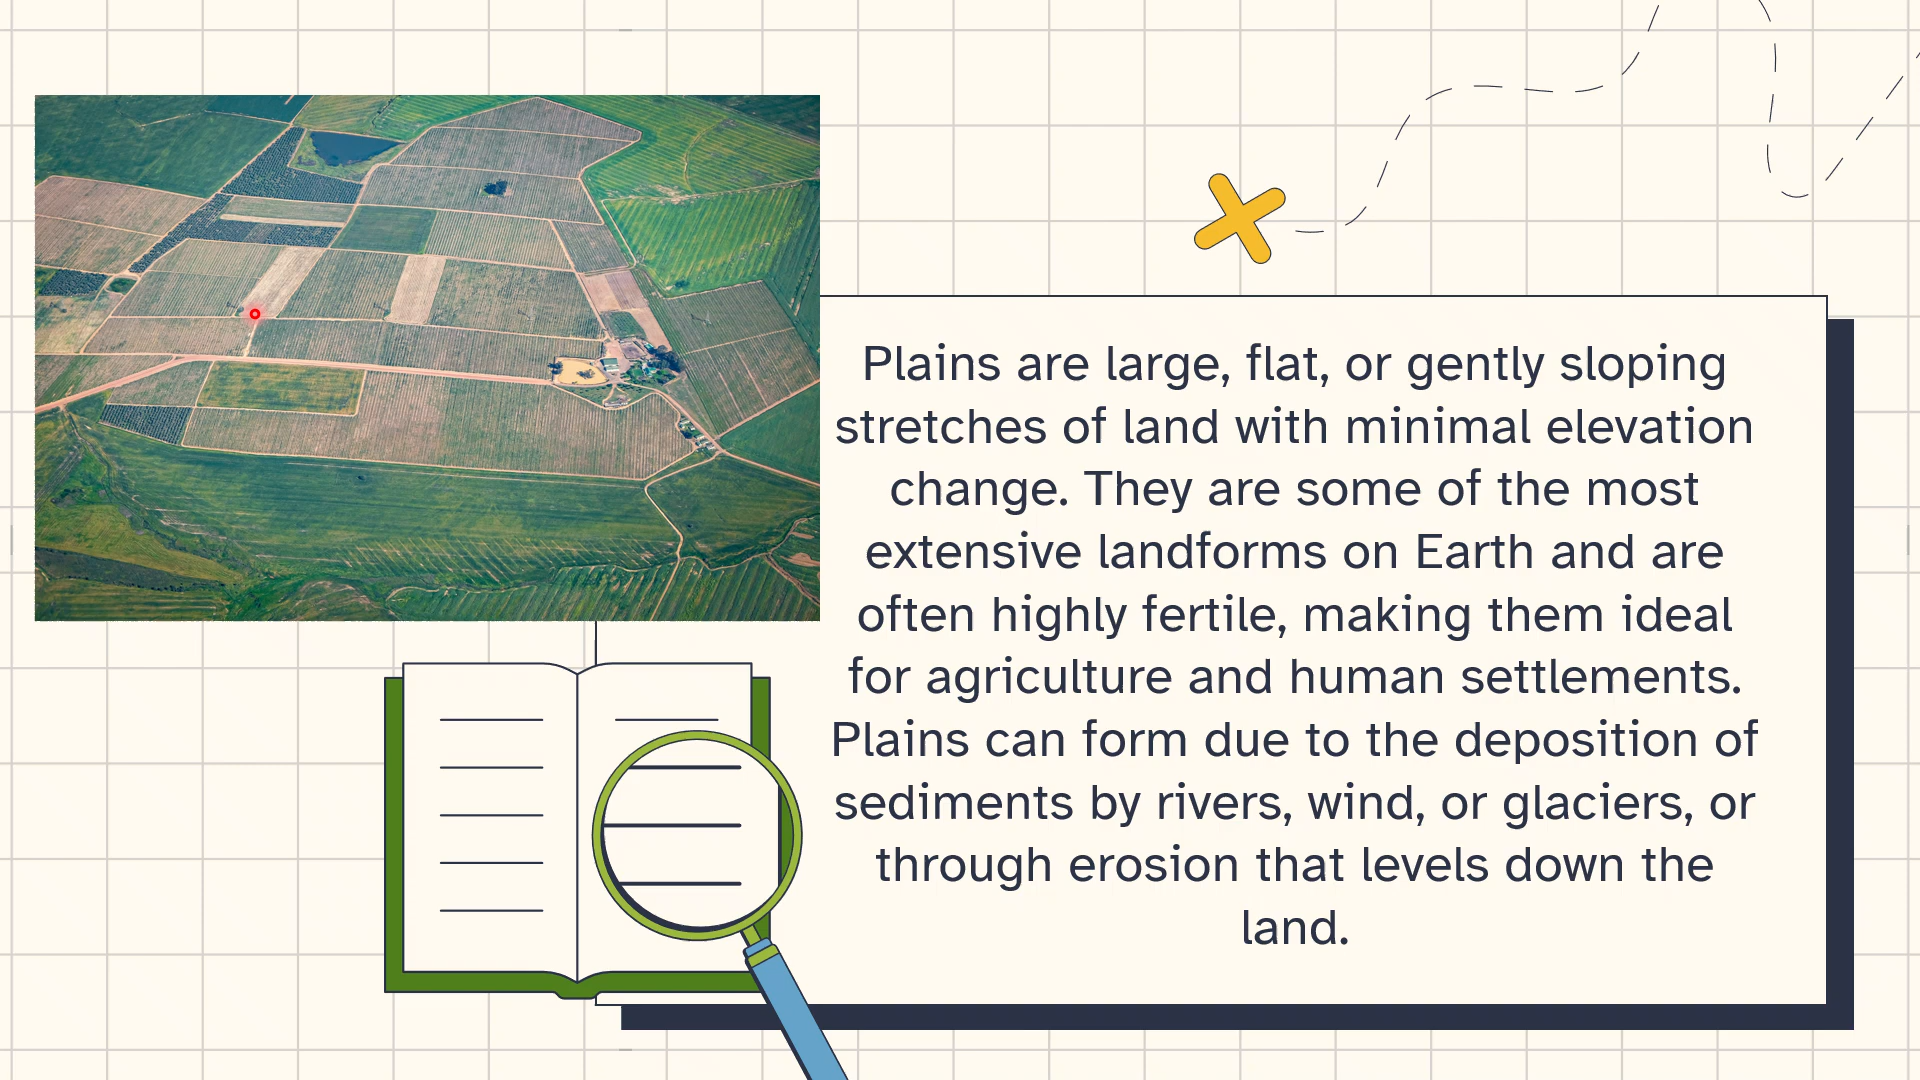 Plains are large, flat, or gently sloping
stretches of land with minimal elevation
change. They are some of the most
extensive landforms on Earth and are
often highly fertile, making them ideal
for agriculture and human settlements.
Plains can form due to the deposition of
sediments by rivers, wind, or glaciers, or
through erosion that levels down the
land.